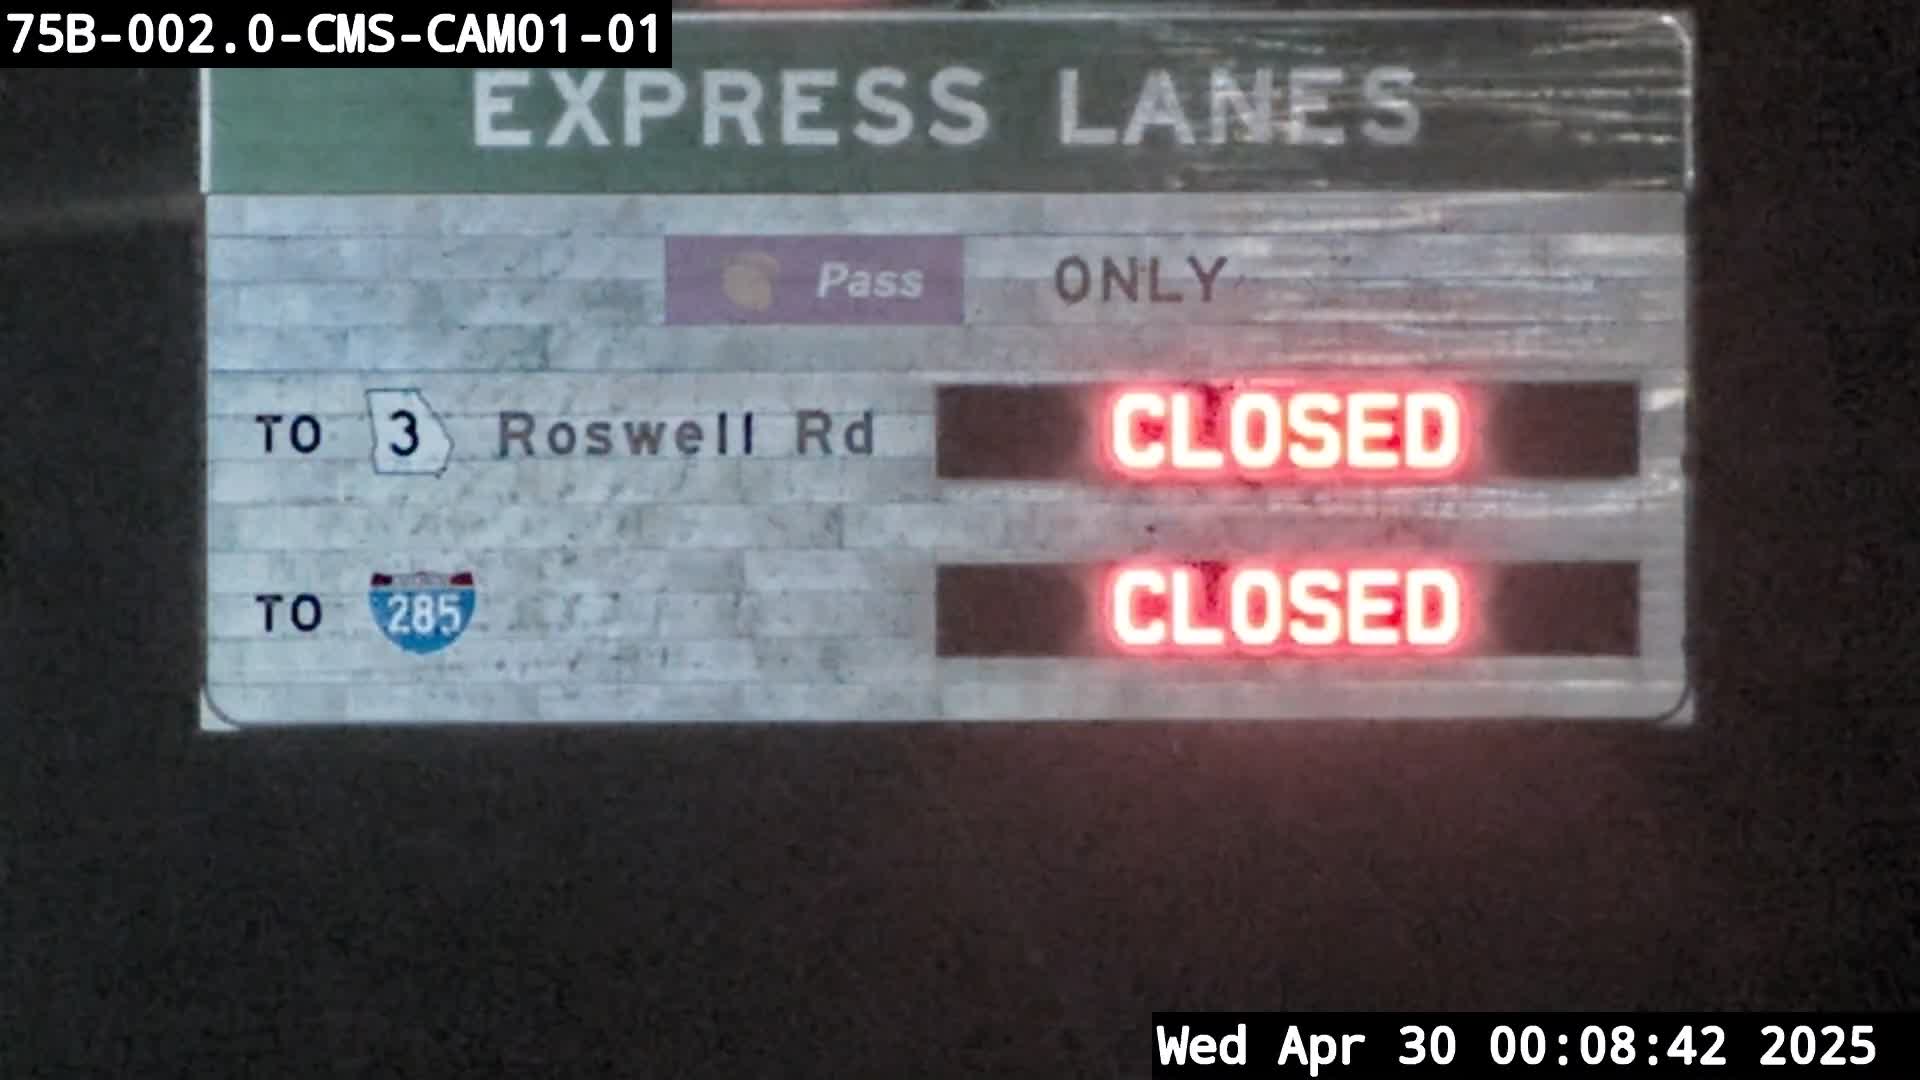 75B-002.0-CMS-CAM01-01
EXPRESS LANES
Pass ONLY
TO 3 Roswell Rd CLOSED
TO 285 CLOSED
Wed Apr 30 00:08:42 2025